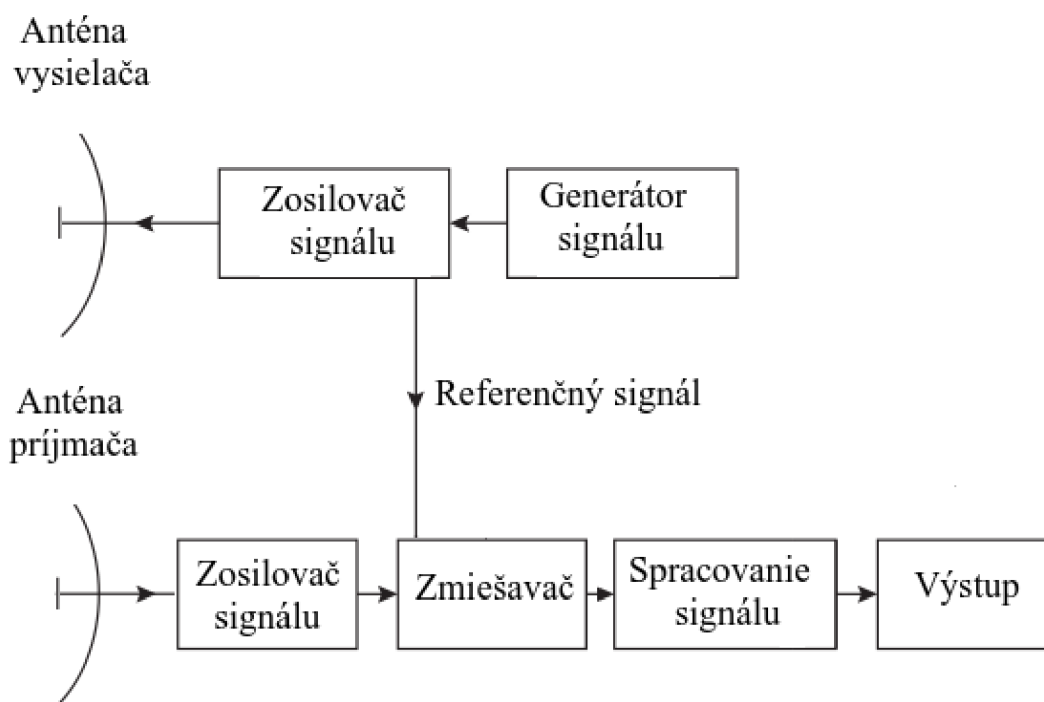 Anténa
vysielača
Zosilovač
signálu
Generátor
signálu
Referenčný signál
Anténa
príjmača
Zosilovač
signálu
Zmiešavač
Spracovanie
signálu
Výstup